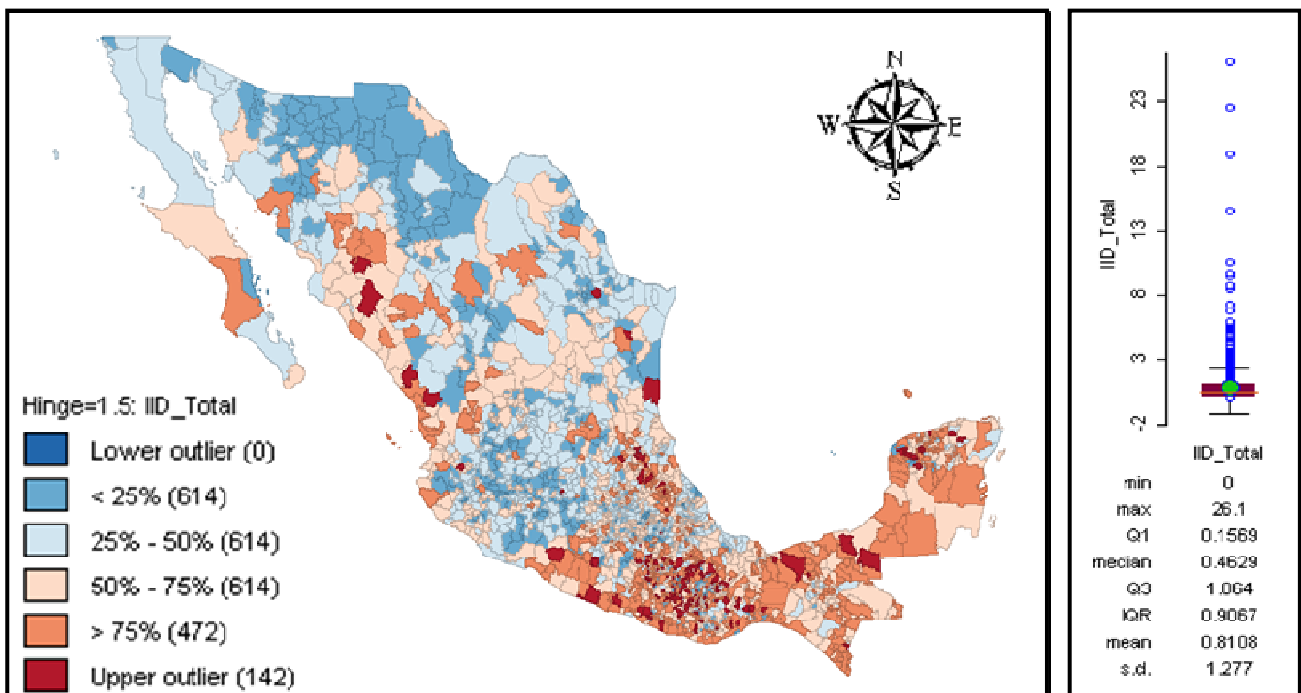 N
W E
S
Hinge=1.5: IID_Total
Lower outlier (0)
< 25% (614)
25% - 50% (614)
50% - 75% (614)
> 75% (472)
Upper outlier (142)
IID_Total
23
18
13
8
3
-2
IID_Total
min 0
max 26.1
Q1 0.1569
median 0.4629
Q3 1.064
IQR 0.9067
mean 0.8108
s.d. 1.277